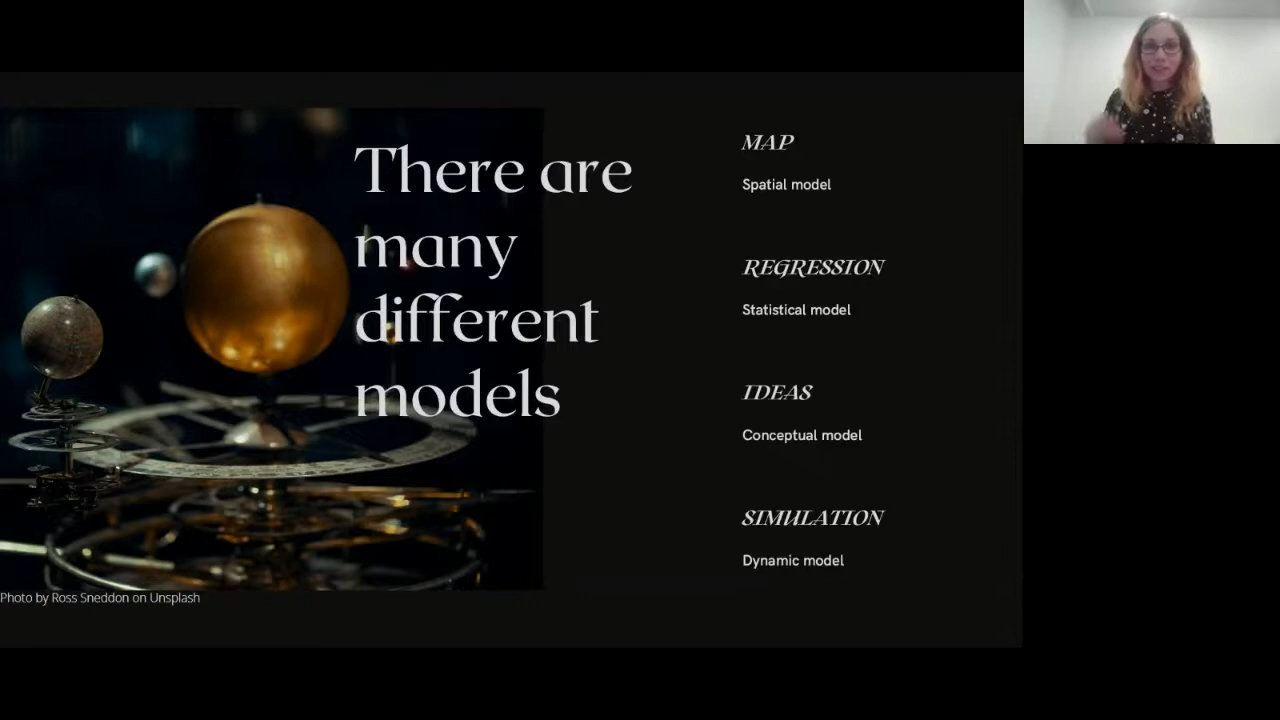 There are
many
different
models
MAP
Spatial model
REGRESSION
Statistical model
IDEAS
Conceptual model
SIMULATION
Dynamic model
Photo by Ross Sneddon on Unsplash